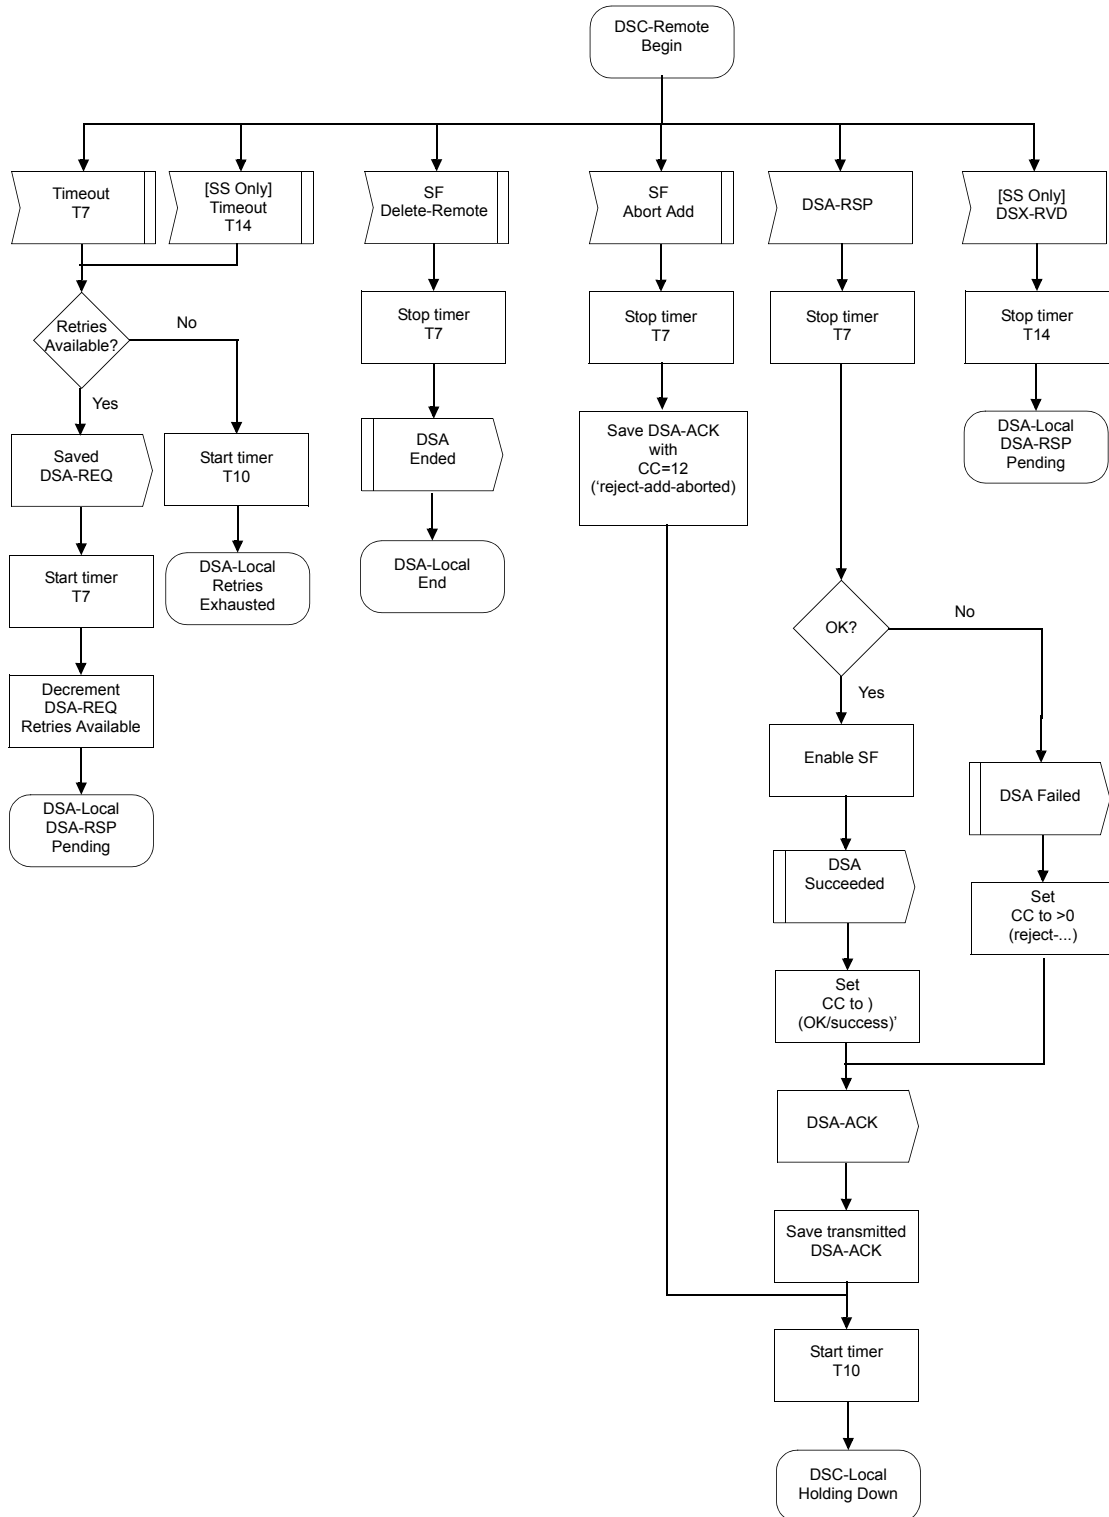 DSC-Remote
Begin
Timeout
T7
[SS Only]
Timeout
T14
SF
Delete-Remote
SF
Abort Add
DSA-RSP
[SS Only]
DSX-RVD
Retries
Available?
No
Yes
Stop timer
T7
Stop timer
T7
Stop timer
T7
Stop timer
T14
Saved
DSA-REQ
Start timer
T10
DSA
Ended
Save DSA-ACK
with
CC=12
(‘reject-add-aborted)
DSA-Local
DSA-RSP
Pending
Start timer
T7
DSA-Local
Retries
Exhausted
DSA-Local
End
OK?
No
Yes
Decrement
DSA-REQ
Retries Available
Enable SF
DSA Failed
DSA-Local
DSA-RSP
Pending
DSA
Succeeded
Set
CC to >0
(reject-...)
Set
CC to )
(OK/success)’
DSA-ACK
Save transmitted
DSA-ACK
Start timer
T10
DSC-Local
Holding Down